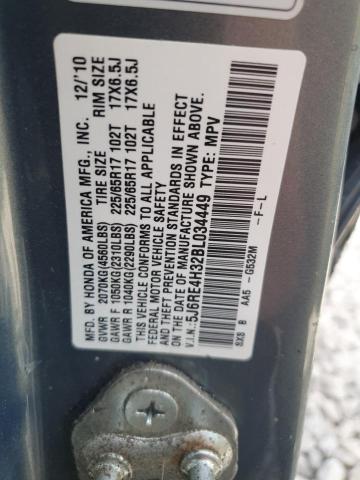 MFD. BY HONDA OF AMERICA MFG., INC. 12/'10
TIRE SIZE RIM SIZE
GVWR 2070KG(4560LBS)
GAWR F 1050KG(2310LBS) 225/65R17 102T 17X6.5J
GAWR R 1040KG(2290LBS) 225/65R17 102T 17X6.5J
THIS VEHICLE CONFORMS TO ALL APPLICABLE
FEDERAL MOTOR VEHICLE SAFETY
AND THEFT PREVENTION STANDARDS IN EFFECT
ON THE DATE OF MANUFACTURE SHOWN ABOVE.
V.I.N.: 5J6RE4H32BL034449 TYPE: MPV
SX8 B AA5 - G532M -F-L